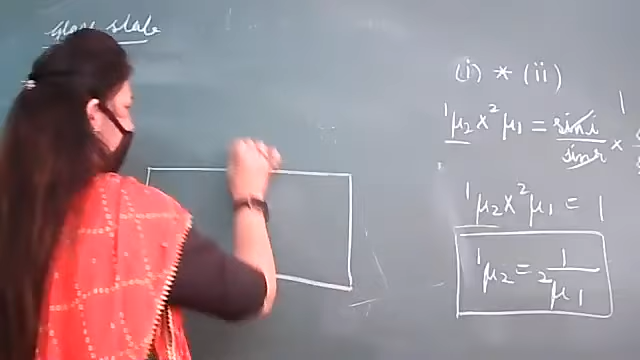 Glass slab
(i) * (ii)
¹μ₂ x ²μ₁ = sin i / sin r ×
¹μ₂ x ²μ₁ = 1
¹μ₂ = 1 / ²μ₁